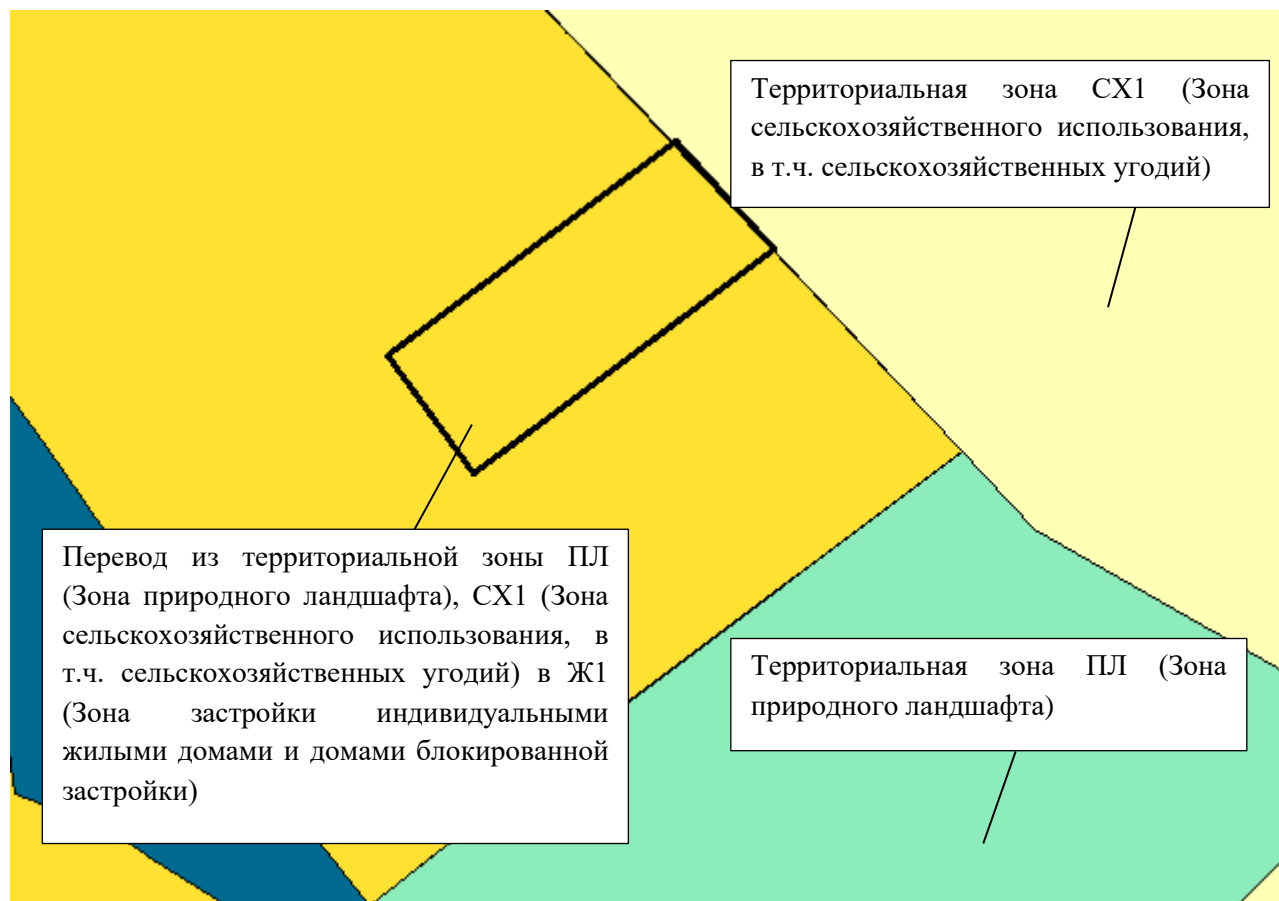 Территориальная зона СХ1 (Зона
сельскохозяйственного использования,
в т.ч. сельскохозяйственных угодий)
Перевод из территориальной зоны ПЛ
(Зона природного ландшафта), СХ1 (Зона
сельскохозяйственного использования, в
т.ч. сельскохозяйственных угодий) в Ж1
(Зона застройки индивидуальными
жилыми домами и домами блокированной
застройки)
Территориальная зона ПЛ (Зона
природного ландшафта)